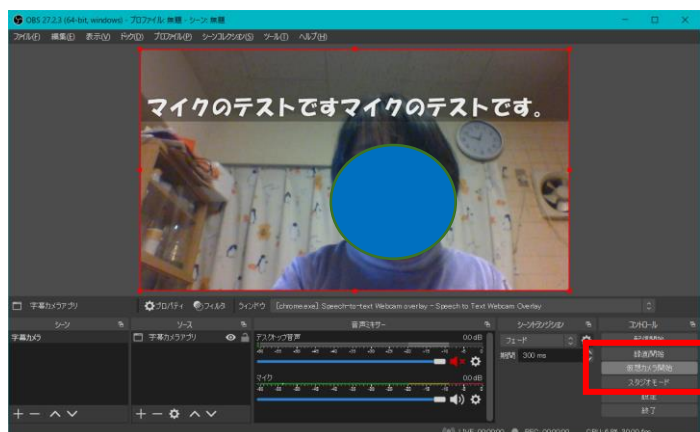 OBS 27.2.3 (64-bit, windows) - プロファイル: 無題 - シーン: 無題
ファイル(F) 編集(E) 表示(V) ドック(D) プロファイル(P) シーンコレクション(S) ツール(T) ヘルプ(H)
マイクのテストですマイクのテストです。
字幕カメラアプリ プロパティ フィルタ ウィンドウ [chrome.exe]: Speech-to-text Webcam overlay - Speech to Text Webcam Overlay
シーン ソース 音声ミキサー シーントランジション コントロール
字幕カメラ 字幕カメラアプリ デスクトップ音声 0.0 dB フェード 配信開始
期間 300 ms 録画開始
マイク 0.0 dB 仮想カメラ開始
スタジオモード
設定
終了
LIVE: 00:00:00 REC: 00:00:00